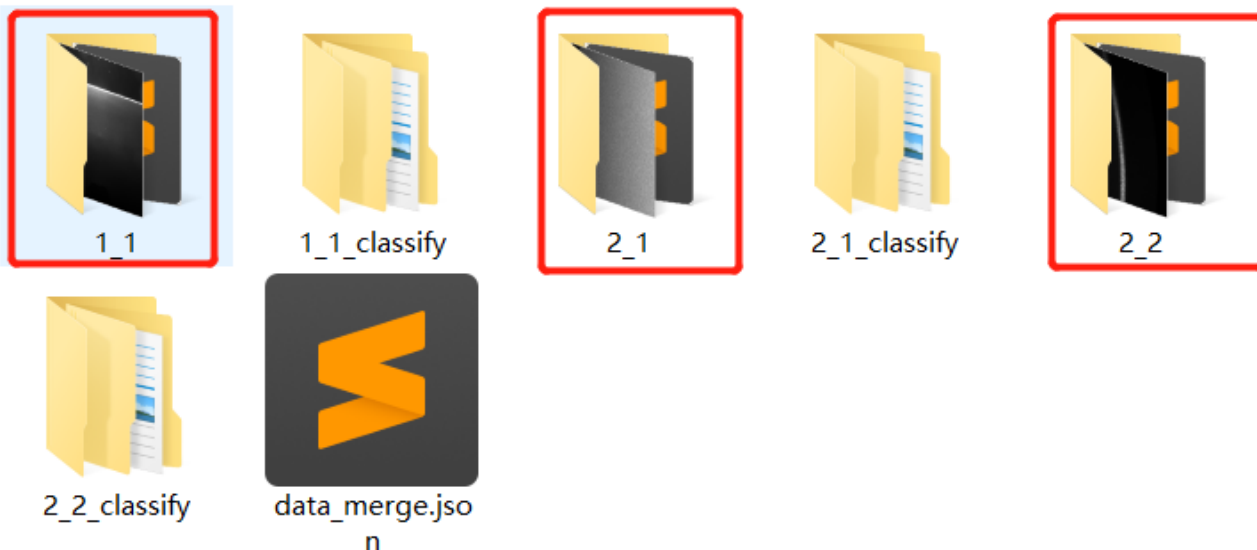 1_1
1_1_classify
2_1
2_1_classify
2_2
2_2_classify
data_merge.jso
n